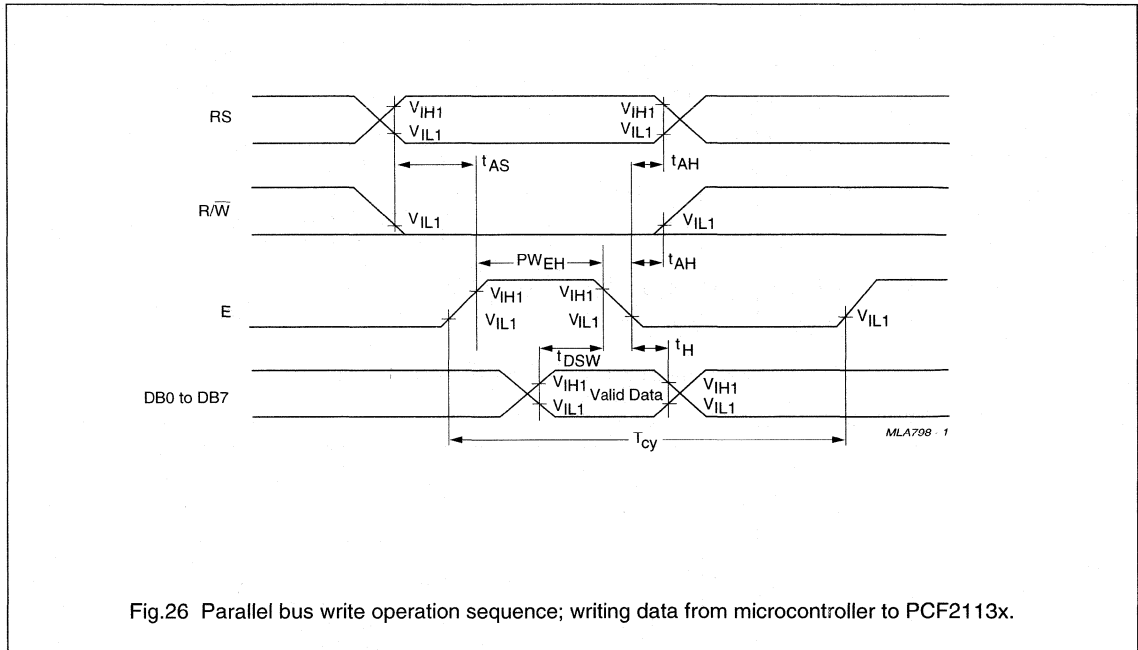 RS
VIH1
VIL1
VIH1
VIL1
tAS
tAH
R/W̅
VIL1
VIL1
PWEH
tAH
E
VIH1
VIL1
VIH1
VIL1
VIL1
tDSW
tH
DB0 to DB7
VIH1
VIL1
Valid Data
VIH1
VIL1
Tcy
MLA798 - 1
Fig.26 Parallel bus write operation sequence; writing data from microcontroller to PCF2113x.